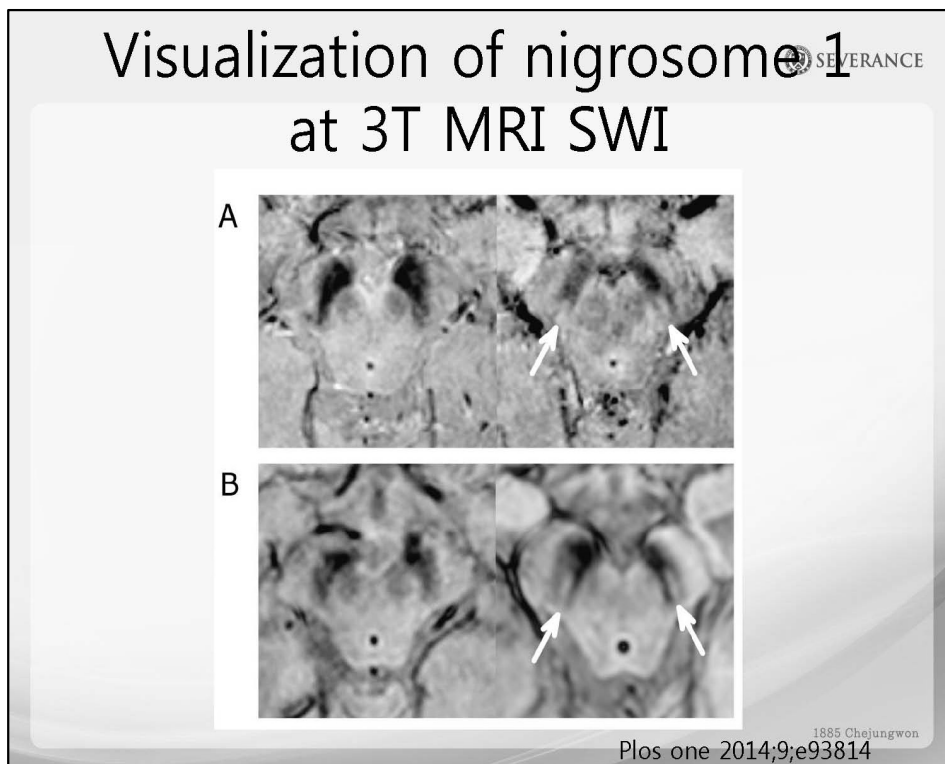 Visualization of nigrosome 1
SEVERANCE
at 3T MRI SWI
A
B
1885 Chejungwon
Plos one 2014;9;e93814